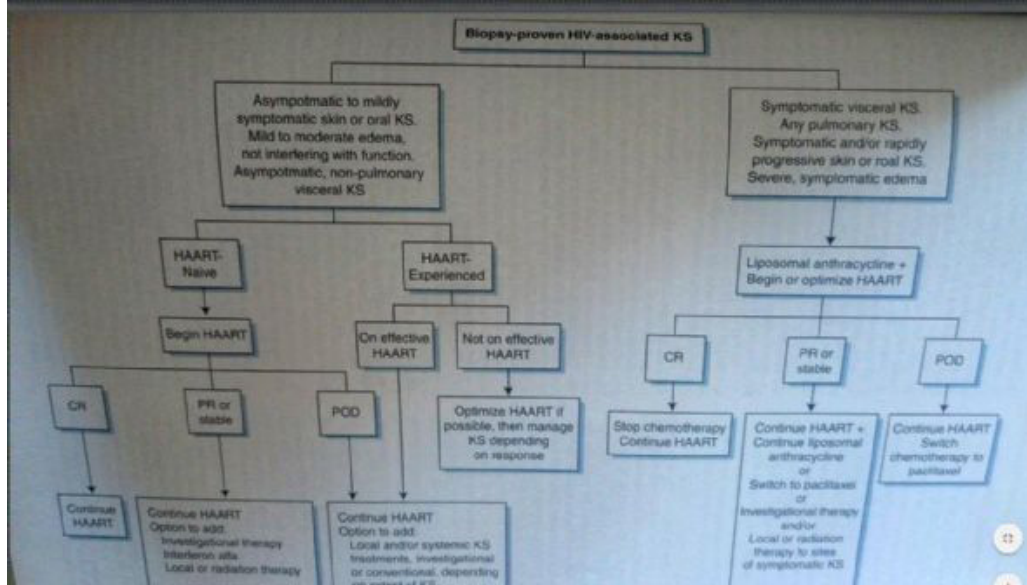 Biopsy-proven HIV-associated KS
Asympotmatic to mildly
symptomatic skin or oral KS.
Mild to moderate edema,
not interfering with function.
Asympotmatic, non-pulmonary
visceral KS
Symptomatic visceral KS.
Any pulmonary KS.
Symptomatic and/or rapidly
progressive skin or roal KS.
Severe, symptomatic edema
HAART-
Naive
HAART-
Experienced
Liposomal anthracycline +
Begin or optimize HAART
Begin HAART
On effective
HAART
Not on effective
HAART
CR
PR or
stable
POD
CR
PR or
stable
POD
Optimize HAART if
possible, then manage
KS depending
on response
Stop chemotherapy
Continue HAART
Continue HAART +
Continue liposomal
anthracycline
or
Switch to paclitaxel
or
Investigational therapy
and/or
Local or radiation
therapy to sites
of symptomatic KS
Continue HAART
Switch
chemotherapy to
paclitaxel
Continue
HAART
Continue HAART
Option to add:
Investigational therapy
Interferon alfa
Local or radiation therapy
Continue HAART
Option to add:
Local and/or systemic KS
treatments, investigational
or conventional, depending
on extent of KS